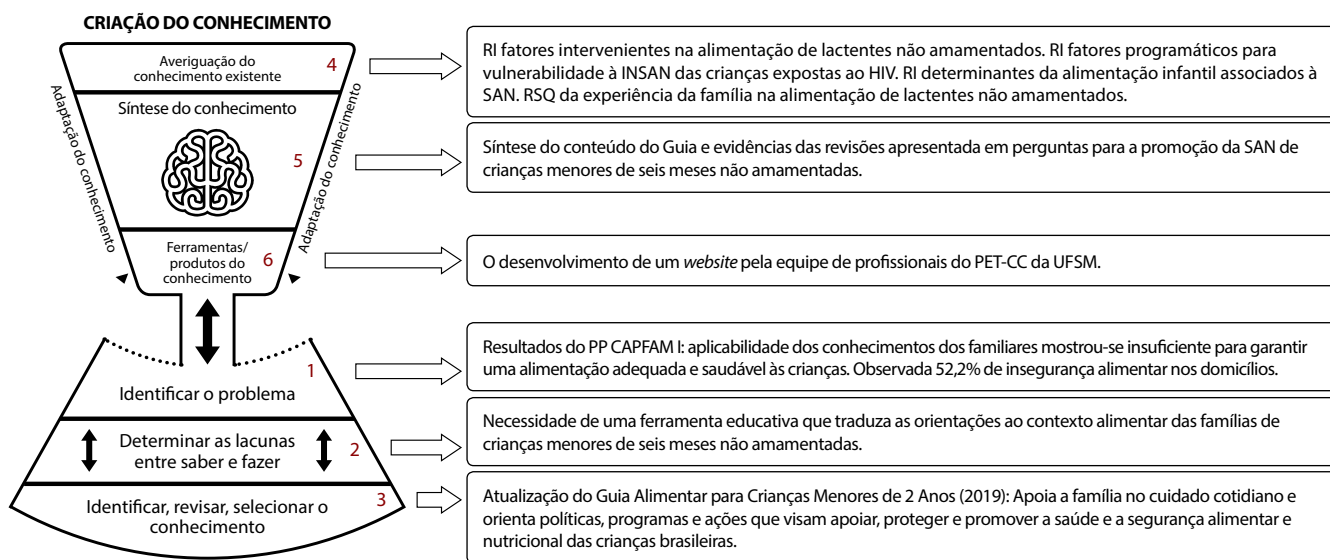 CRIAÇÃO DO CONHECIMENTO
Averiguação do
conhecimento existente
4
RI fatores intervenientes na alimentação de lactentes não amamentados. RI fatores programáticos para
vulnerabilidade à INSAN das crianças expostas ao HIV. RI determinantes da alimentação infantil associados à
SAN. RSQ da experiência da família na alimentação de lactentes não amamentados.
Adaptação do conhecimento
Síntese do conhecimento
5
Adaptação do conhecimento
Síntese do conteúdo do Guia e evidências das revisões apresentada em perguntas para a promoção da SAN de
crianças menores de seis meses não amamentadas.
Ferramentas/
produtos do
conhecimento
6
O desenvolvimento de um website pela equipe de profissionais do PET-CC da UFSM.
1
Identificar o problema
Resultados do PP CAPFAM I: aplicabilidade dos conhecimentos dos familiares mostrou-se insuficiente para garantir
uma alimentação adequada e saudável às crianças. Observada 52,2% de insegurança alimentar nos domicílios.
Determinar as lacunas
entre saber e fazer
2
Necessidade de uma ferramenta educativa que traduza as orientações ao contexto alimentar das famílias de
crianças menores de seis meses não amamentadas.
Identificar, revisar, selecionar o
conhecimento
3
Atualização do Guia Alimentar para Crianças Menores de 2 Anos (2019): Apoia a família no cuidado cotidiano e
orienta políticas, programas e ações que visam apoiar, proteger e promover a saúde e a segurança alimentar e
nutricional das crianças brasileiras.